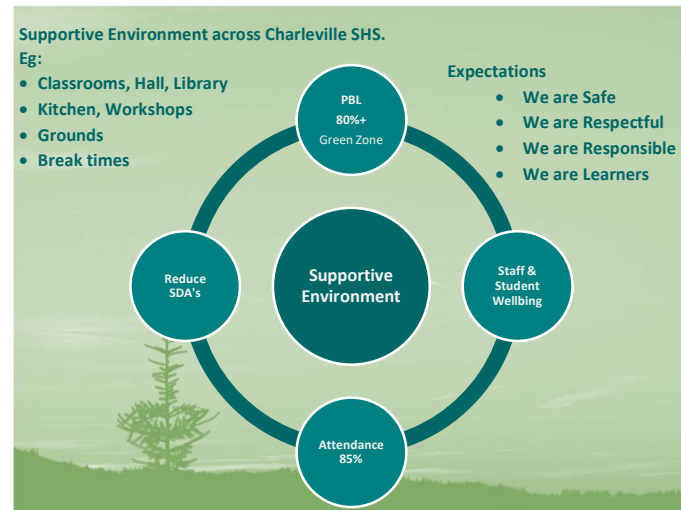 Supportive Environment across Charleville SHS.
Eg:
• Classrooms, Hall, Library
• Kitchen, Workshops
• Grounds
• Break times
Expectations
• We are Safe
• We are Respectful
• We are Responsible
• We are Learners
PBL
80%+
Green Zone
Reduce
SDA's
Supportive
Environment
Staff &
Student
Wellbing
Attendance
85%